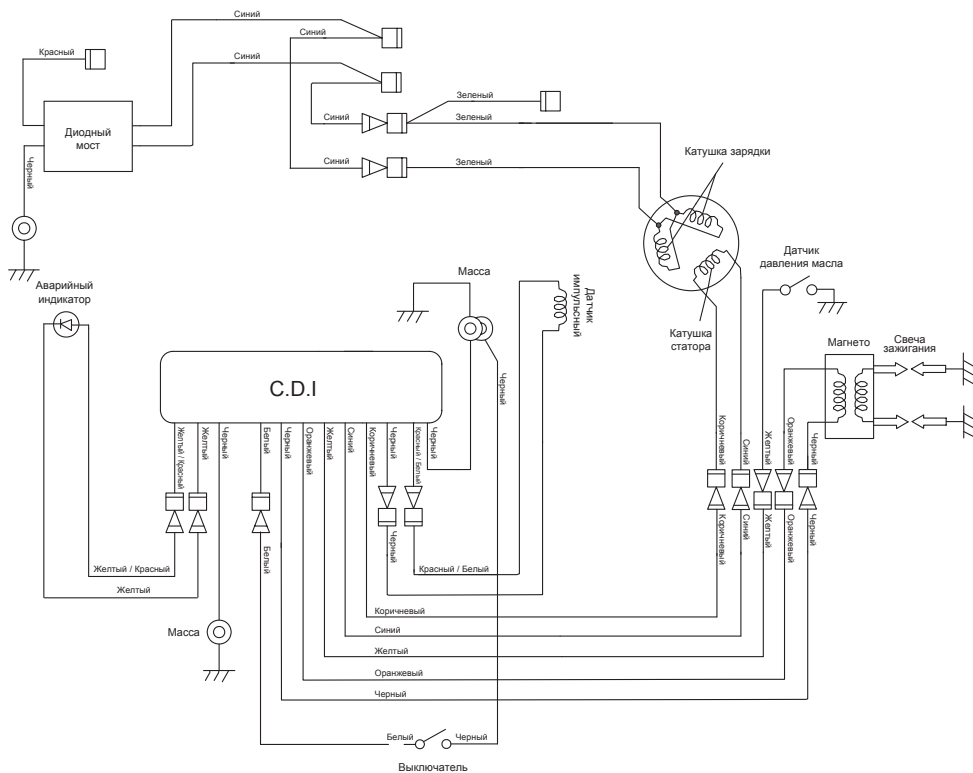 Синий
Синий
Красный
Синий
Зеленый
Диодный
мост
Синий
Зеленый
Черный
Синий
Зеленый
Катушка зарядки
Датчик
давления масла
Масса
Датчик
импульсный
Аварийный
индикатор
Катушка
статора
Магнето
Свеча
зажигания
Черный
C.D.I
Желтый / Красный
Желтый
Черный
Белый
Черный
Оранжевый
Желтый
Синий
Коричневый
Черный
Красный / Белый
Черный
Коричневый
Синий
Желтый
Оранжевый
Черный
Белый
Черный
Коричневый
Синий
Желтый
Оранжевый
Черный
Желтый / Красный
Красный / Белый
Желтый
Коричневый
Масса
Синий
Желтый
Оранжевый
Черный
Белый
Черный
Выключатель